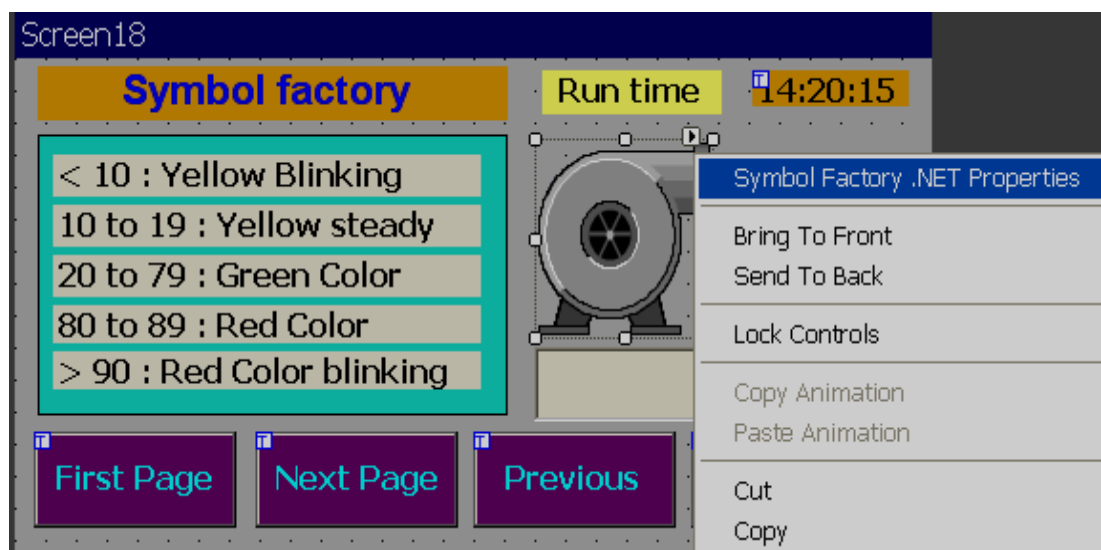 Screen18
Symbol factory
Run time
14:20:15
< 10 : Yellow Blinking
10 to 19 : Yellow steady
20 to 79 : Green Color
80 to 89 : Red Color
> 90 : Red Color blinking
Symbol Factory .NET Properties
Bring To Front
Send To Back
Lock Controls
Copy Animation
Paste Animation
Cut
Copy
T First Page
T Next Page
T Previous